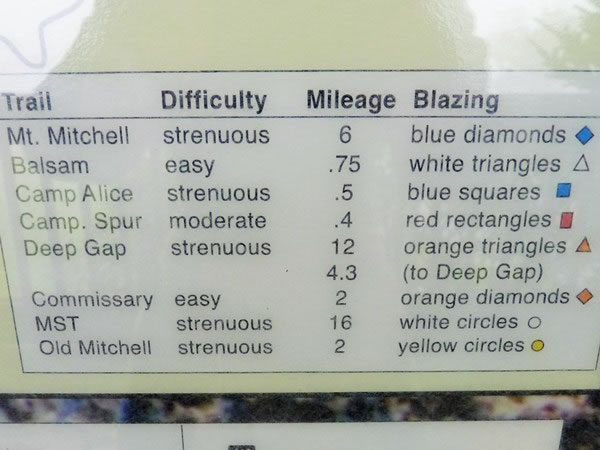 Trail Difficulty Mileage Blazing
Mt. Mitchell strenuous 6 blue diamonds
Balsam easy .75 white triangles
Camp Alice strenuous .5 blue squares
Camp. Spur moderate .4 red rectangles
Deep Gap strenuous 12 orange triangles
4.3 (to Deep Gap)
Commissary easy 2 orange diamonds
MST strenuous 16 white circles
Old Mitchell strenuous 2 yellow circles